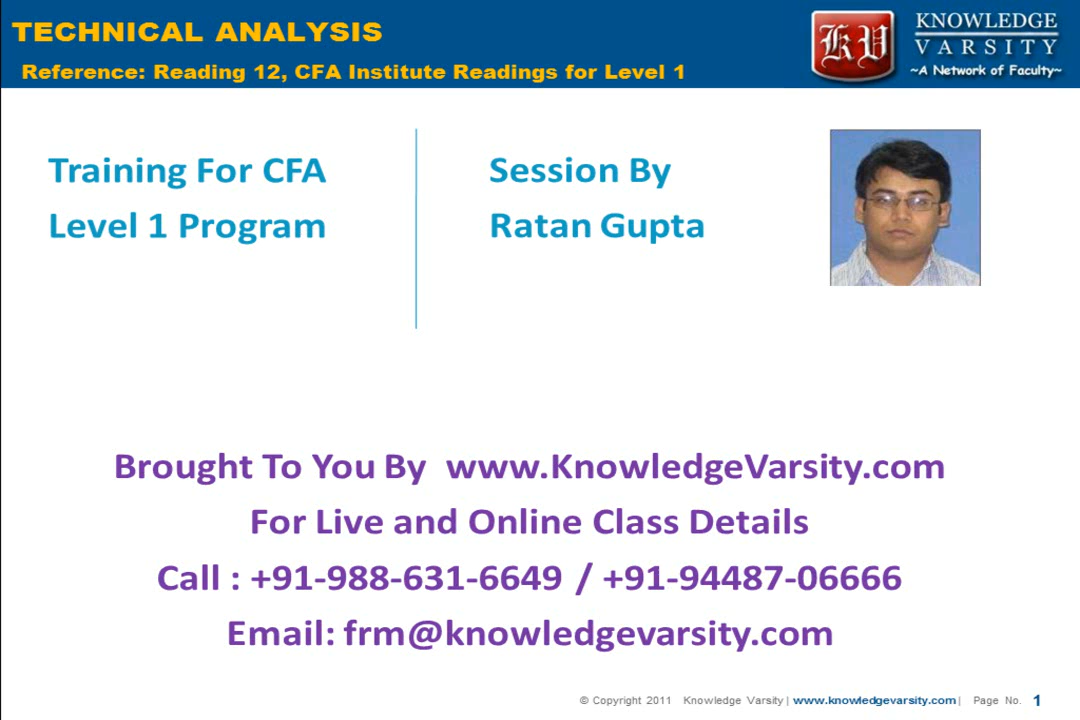 TECHNICAL ANALYSIS
Reference: Reading 12, CFA Institute Readings for Level 1
KV
KNOWLEDGE
VARSITY
~A Network of Faculty~
Training For CFA
Level 1 Program
Session By
Ratan Gupta
Brought To You By www.KnowledgeVarsity.com
For Live and Online Class Details
Call : +91-988-631-6649 / +91-94487-06666
Email: frm@knowledgevarsity.com
© Copyright 2011 Knowledge Varsity | www.knowledgevarsity.com | Page No. 1